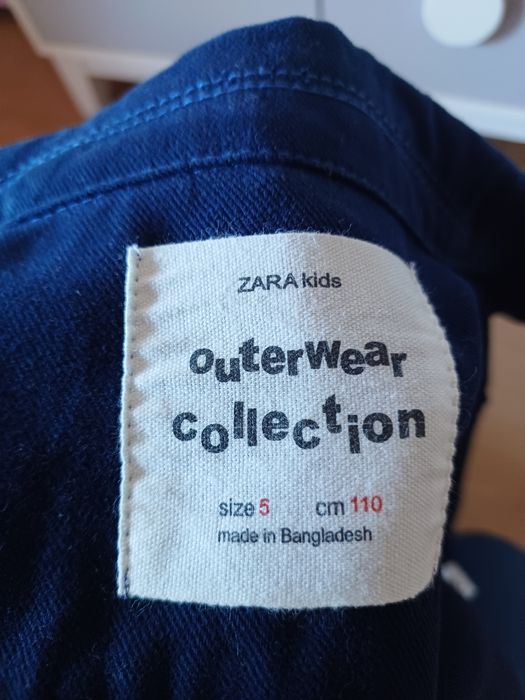 ZARA kids
outerwear
collection
size 5 cm 110
made in Bangladesh